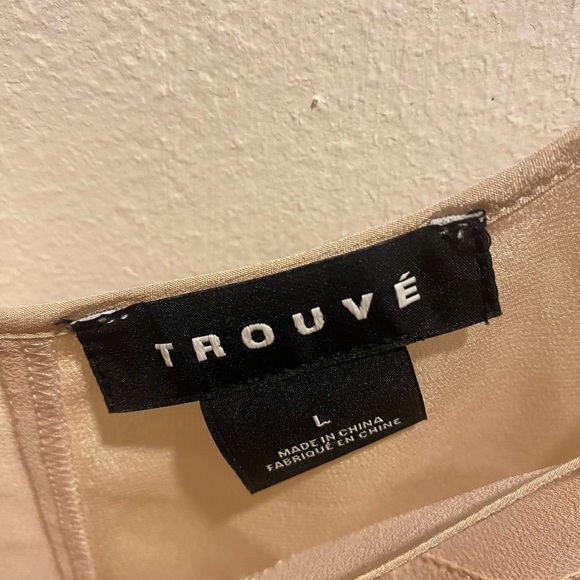 TROUVÉ
L
MADE IN CHINA
FABRIQUÉ EN CHINE